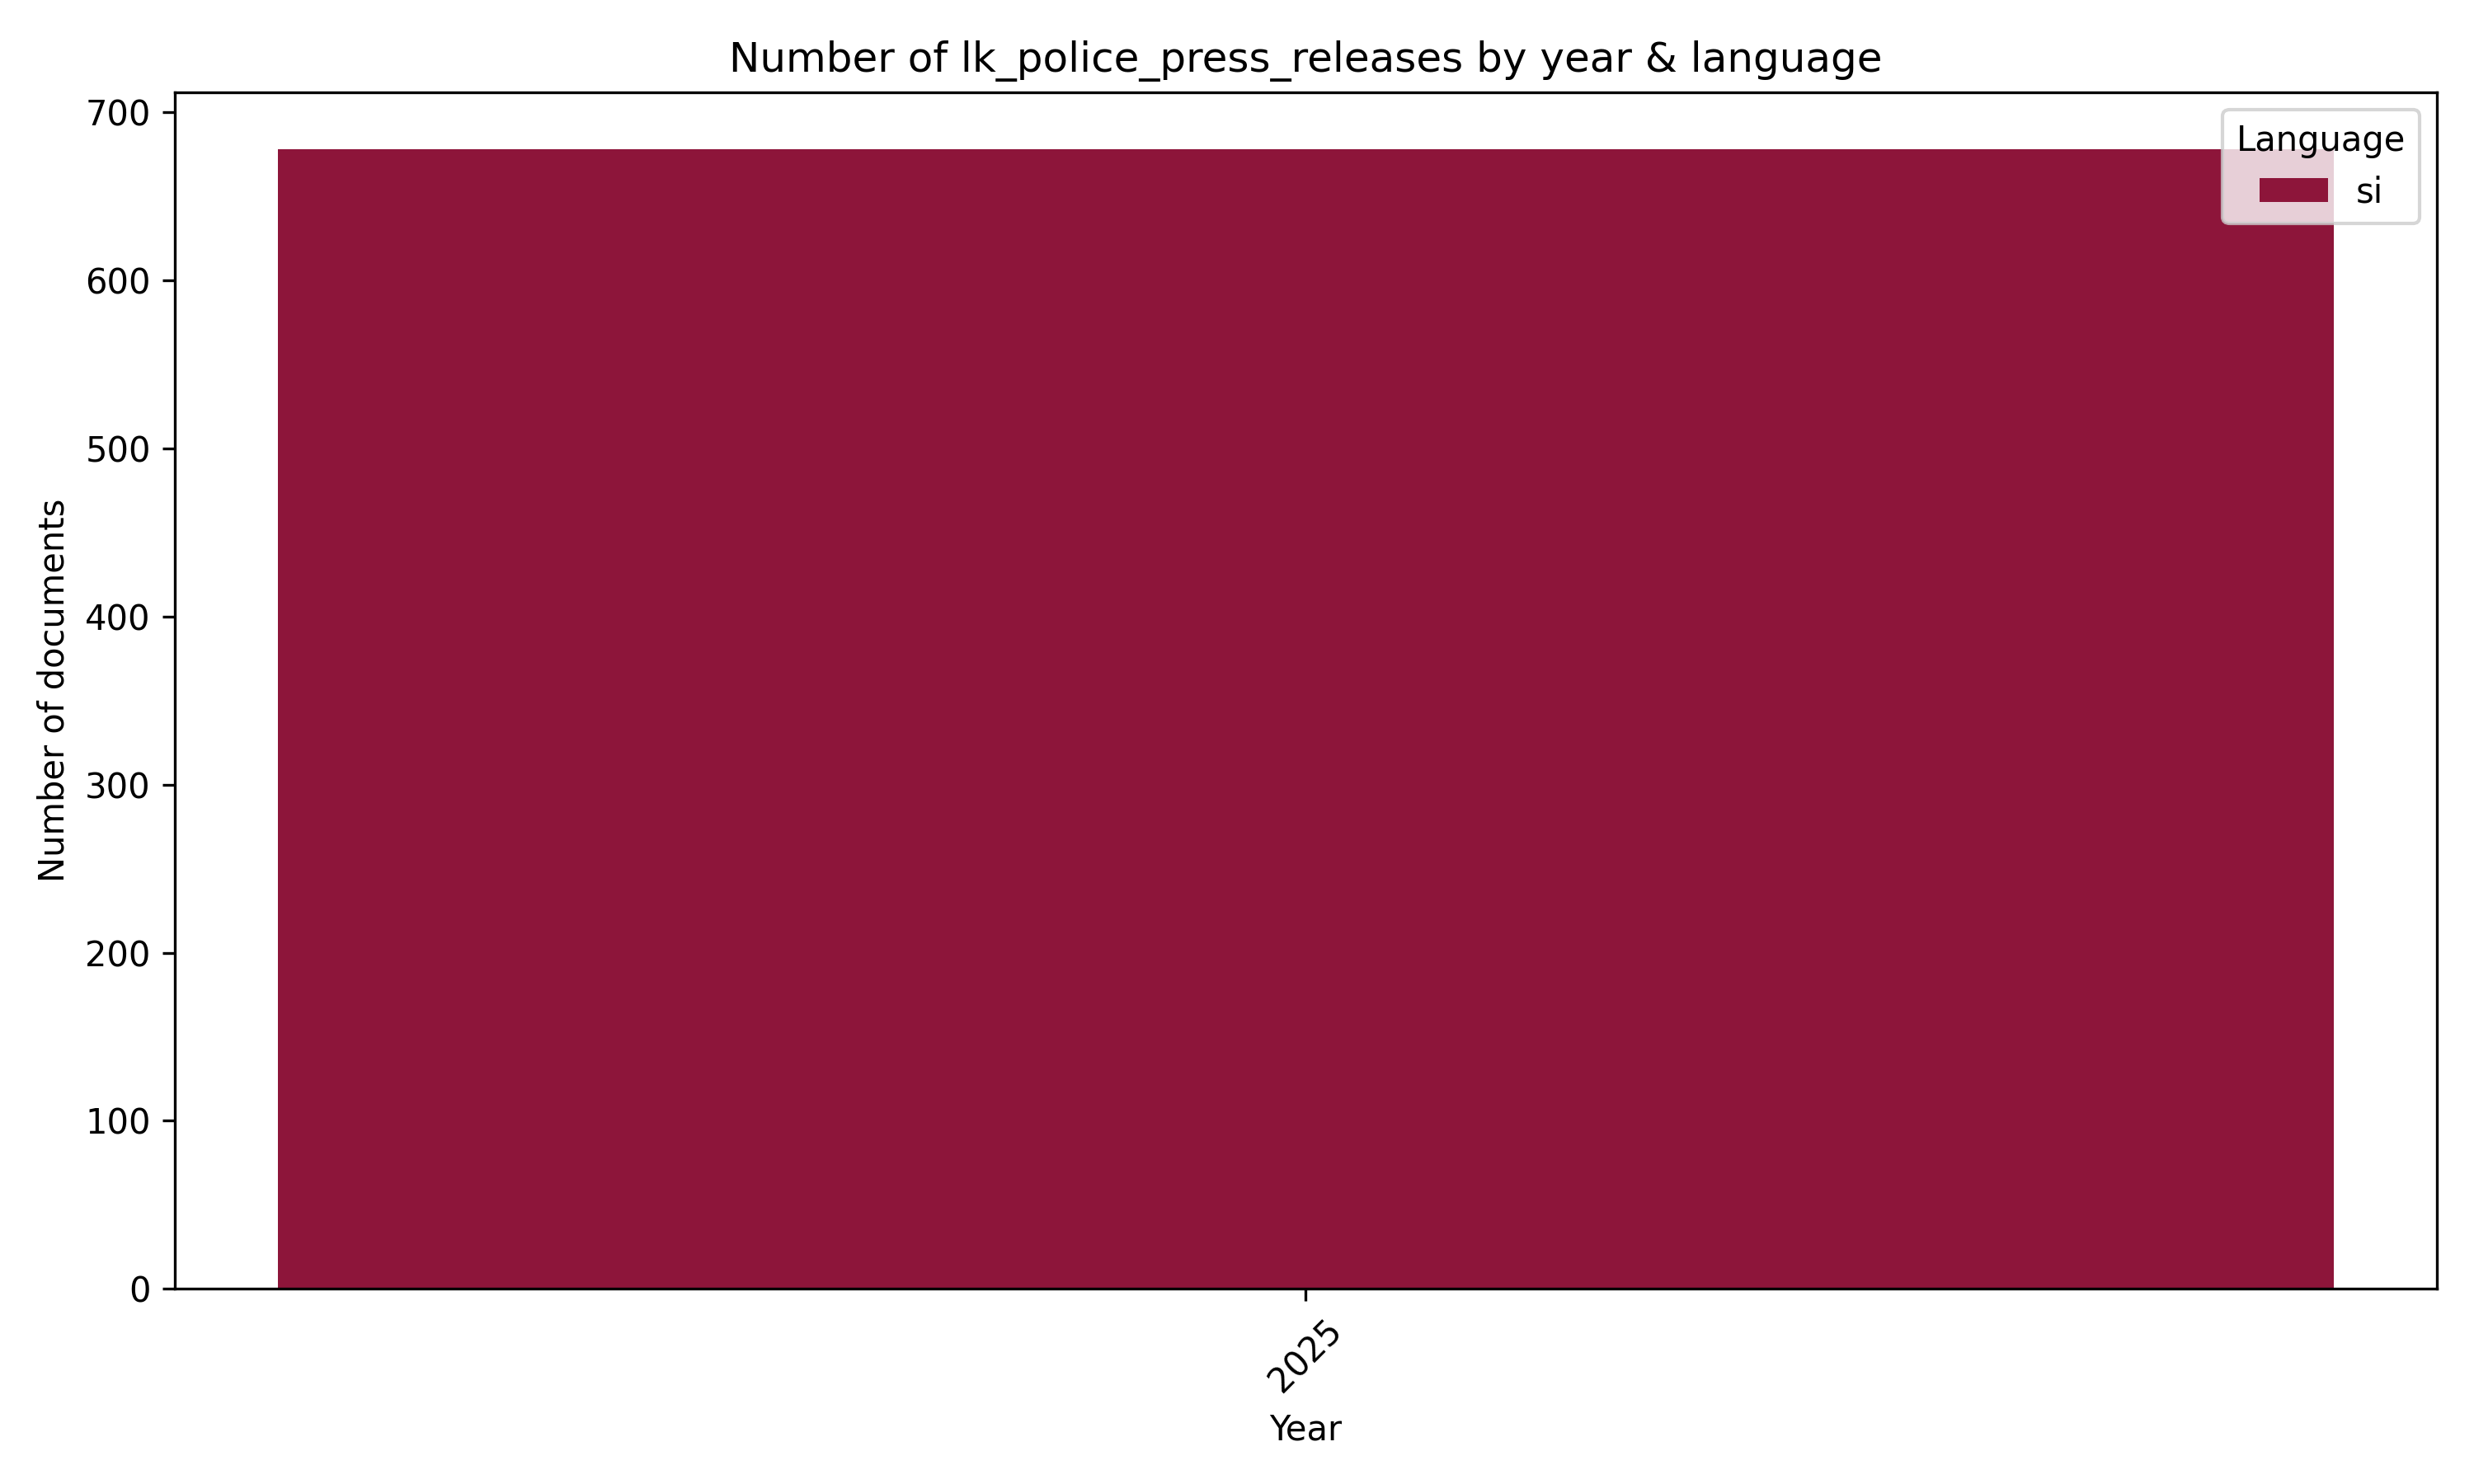 Number of lk_police_press_releases by year & language
Language
si
700
600
500
400
300
200
100
0
Number of documents
2025
Year